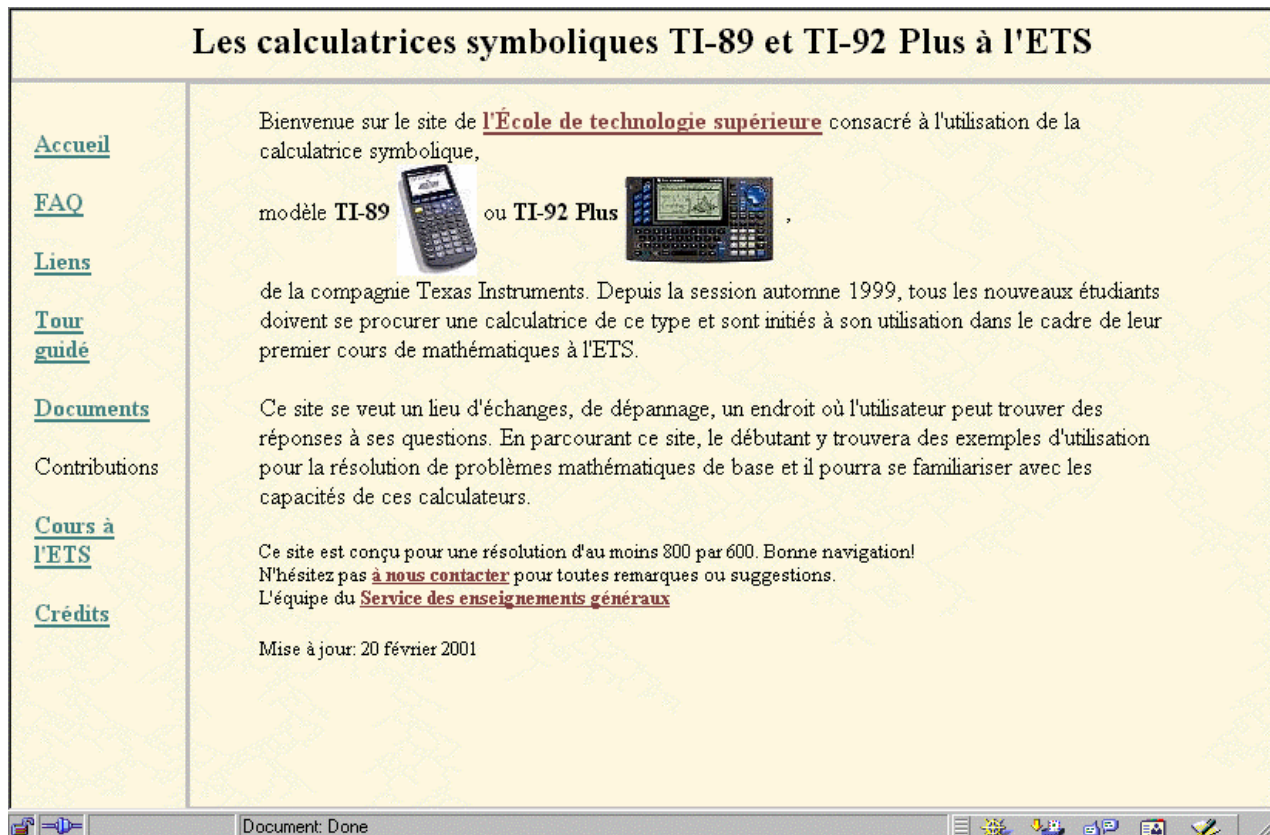 Les calculatrices symboliques TI-89 et TI-92 Plus à l'ETS
Accueil
FAQ
Liens
Tour
guidé
Documents
Contributions
Cours à
l'ETS
Crédits
Bienvenue sur le site de l'École de technologie supérieure consacré à l'utilisation de la
calculatrice symbolique,
modèle TI-89 ou TI-92 Plus ,
de la compagnie Texas Instruments. Depuis la session automne 1999, tous les nouveaux étudiants
doivent se procurer une calculatrice de ce type et sont initiés à son utilisation dans le cadre de leur
premier cours de mathématiques à l'ETS.
Ce site se veut un lieu d'échanges, de dépannage, un endroit où l'utilisateur peut trouver des
réponses à ses questions. En parcourant ce site, le débutant y trouvera des exemples d'utilisation
pour la résolution de problèmes mathématiques de base et il pourra se familiariser avec les
capacités de ces calculateurs.
Ce site est conçu pour une résolution d'au moins 800 par 600. Bonne navigation!
N'hésitez pas à nous contacter pour toutes remarques ou suggestions.
L'équipe du Service des enseignements généraux
Mise à jour: 20 février 2001
Document: Done